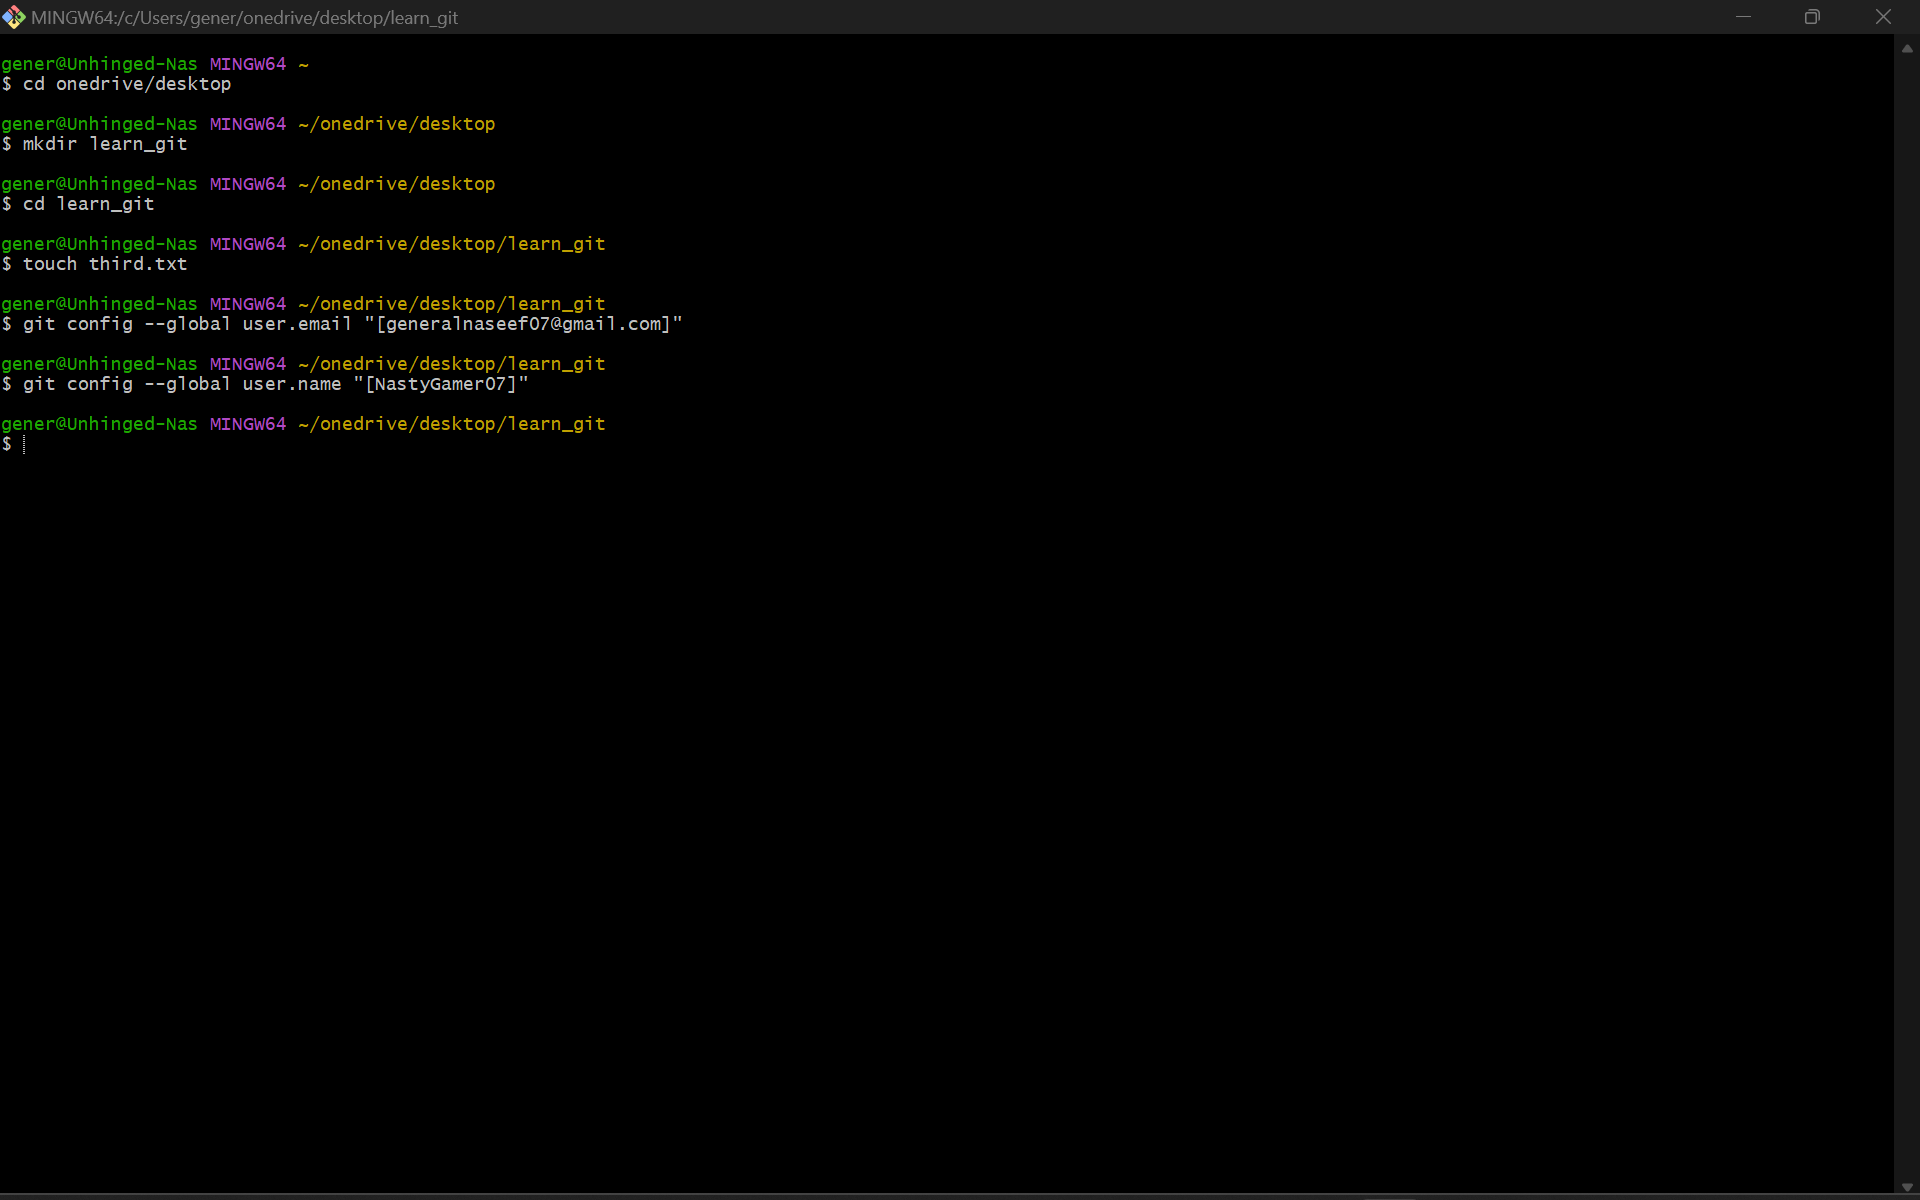 MINGW64:/c/Users/gener/onedrive/desktop/learn_git
gener@Unhinged-Nas MINGW64 ~
$ cd onedrive/desktop
gener@Unhinged-Nas MINGW64 ~/onedrive/desktop
$ mkdir learn_git
gener@Unhinged-Nas MINGW64 ~/onedrive/desktop
$ cd learn_git
gener@Unhinged-Nas MINGW64 ~/onedrive/desktop/learn_git
$ touch third.txt
gener@Unhinged-Nas MINGW64 ~/onedrive/desktop/learn_git
$ git config --global user.email "[generalnaseef07@gmail.com]"
gener@Unhinged-Nas MINGW64 ~/onedrive/desktop/learn_git
$ git config --global user.name "[NastyGamer07]"
gener@Unhinged-Nas MINGW64 ~/onedrive/desktop/learn_git
$